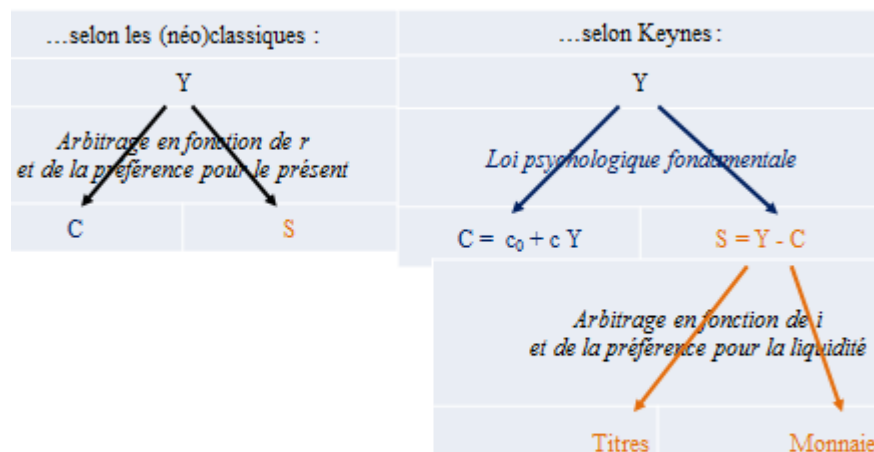 …selon les (néo)classiques :
Y
Arbitrage en fonction de r
et de la préférence pour le présent
C
S
…selon Keynes :
Y
Loi psychologique fondamentale
C = c₀ + c Y
S = Y - C
Arbitrage en fonction de i
et de la préférence pour la liquidité
Titres
Monnaie